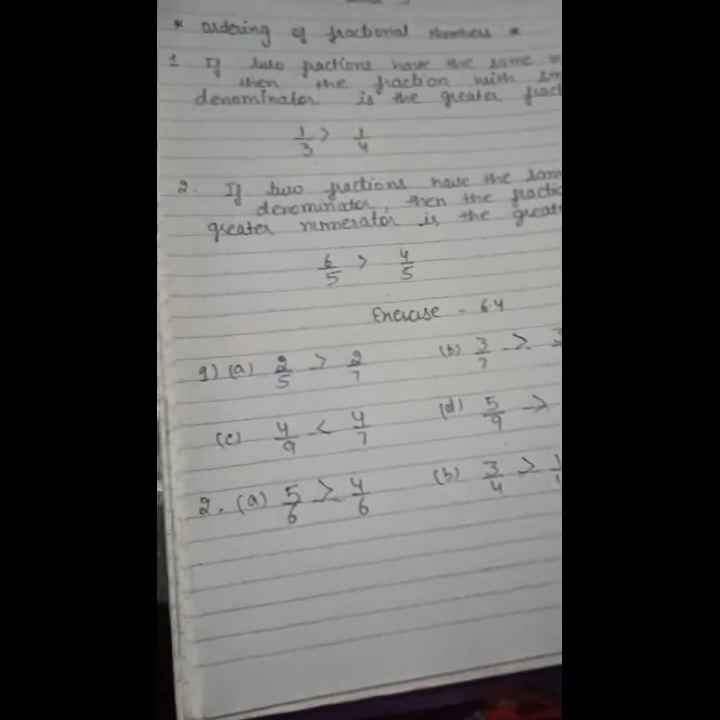 * Ordering of fractional Numbers *
1 If two fractions have the same
then the fraction with
denominator is the greater
1/3 > 1/4
2. If two fractions have the
denominator, then the
greater numerator is the
6/5 > 4/5
Exercise - 6.4
1) (a) 2/5 > 2/7 (b) 3/7 >
(c) 4/9 < 4/7 (d) 5/9 >
2. (a) 5/6 > 4/6 (b) 3/4 >